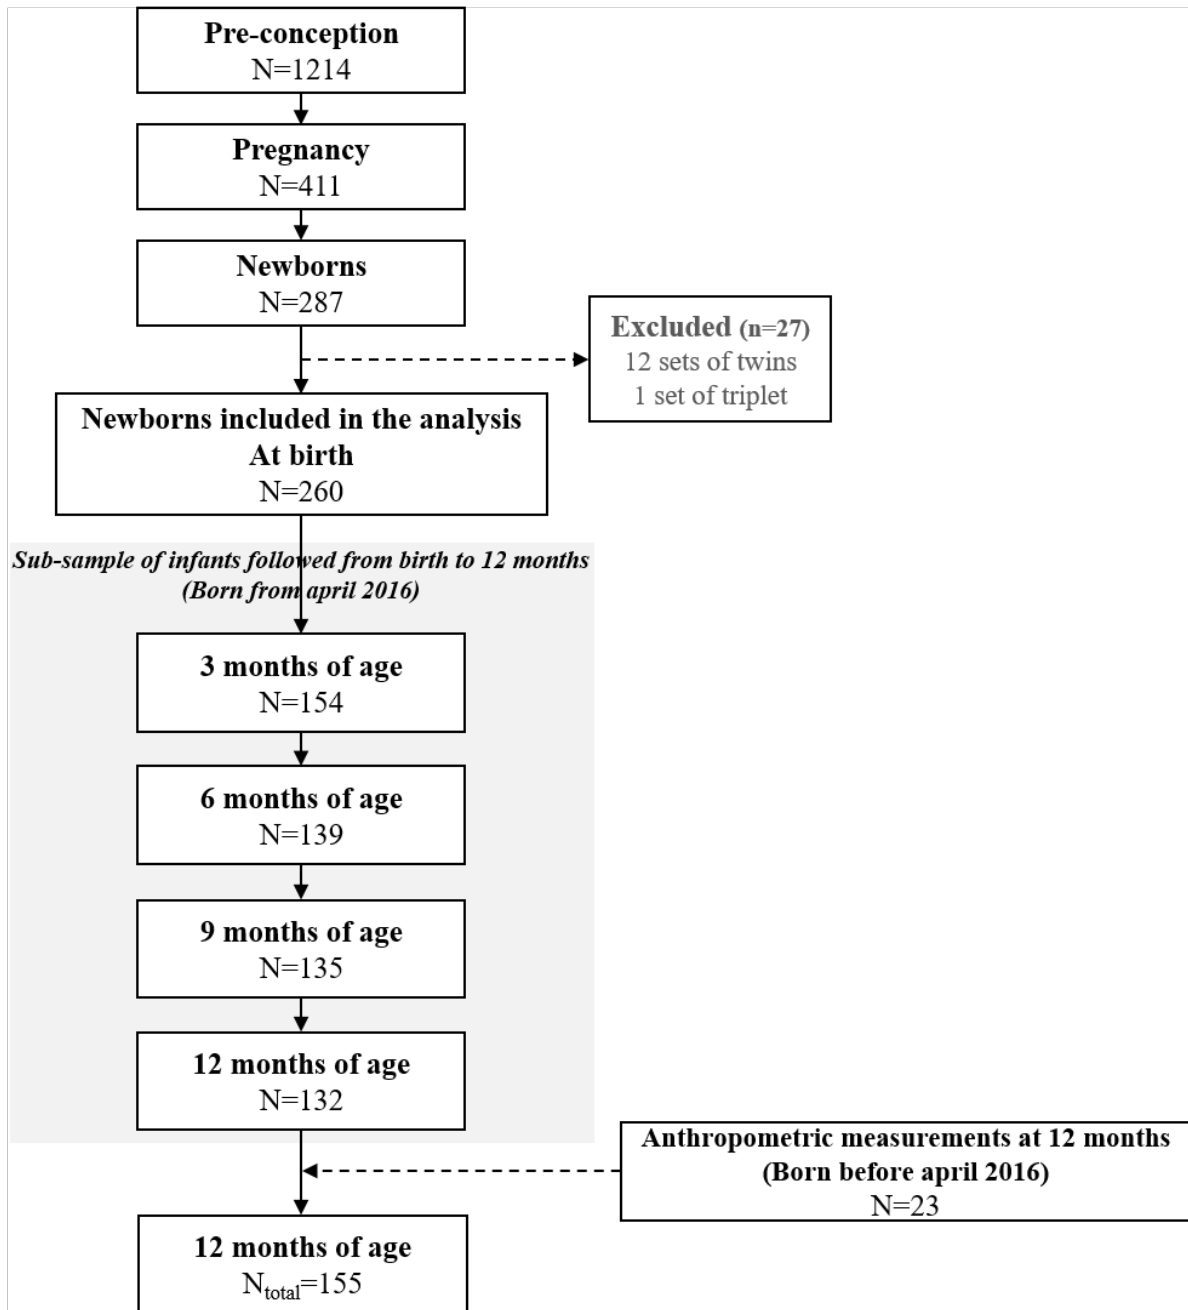 Pre-conception
N=1214
Pregnancy
N=411
Newborns
N=287
Excluded (n=27)
12 sets of twins
1 set of triplet
Newborns included in the analysis
At birth
N=260
Sub-sample of infants followed from birth to 12 months
(Born from april 2016)
3 months of age
N=154
6 months of age
N=139
9 months of age
N=135
12 months of age
N=132
Anthropometric measurements at 12 months
(Born before april 2016)
N=23
12 months of age
Ntotal=155